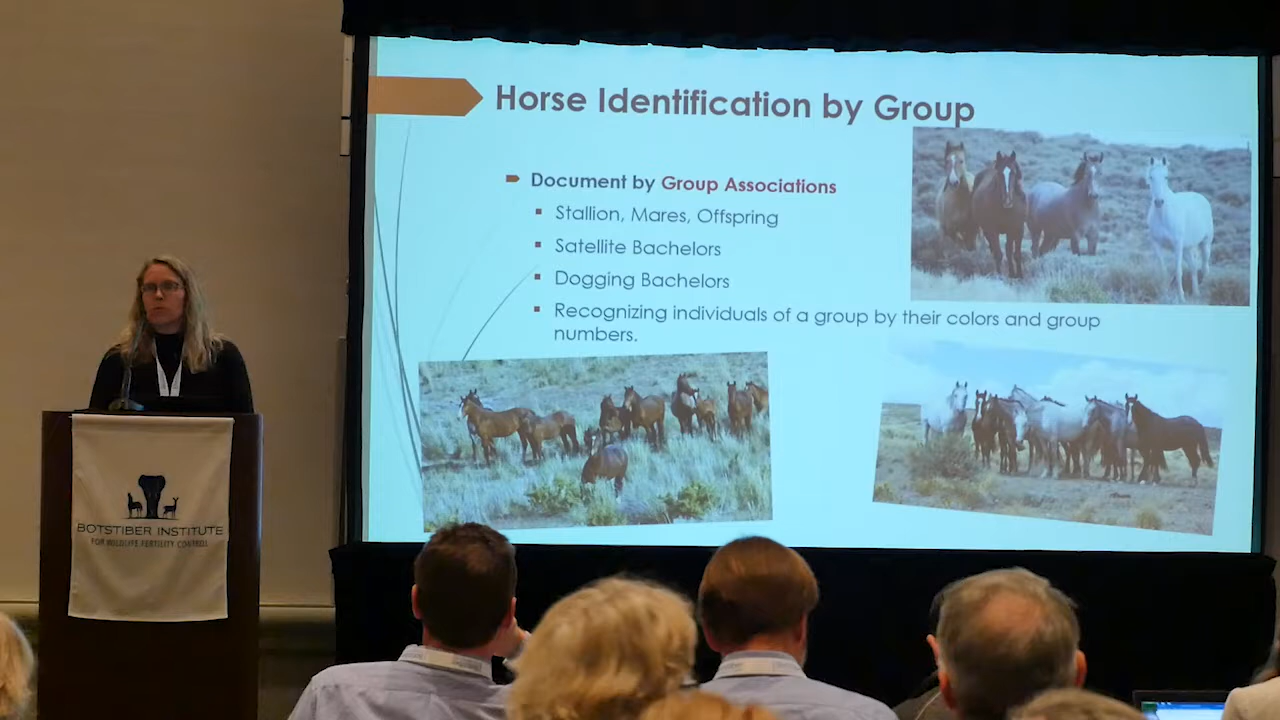 Horse Identification by Group
Document by Group Associations
Stallion, Mares, Offspring
Satellite Bachelors
Dogging Bachelors
Recognizing individuals of a group by their colors and group
numbers.
BOTSTIBER INSTITUTE
FOR WILDLIFE FERTILITY CONTROL